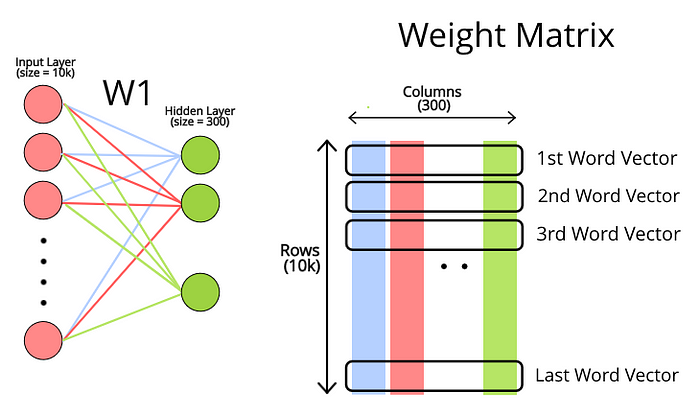 Weight Matrix
Input Layer
(size = 10k)
W1
Hidden Layer
(size = 300)
Columns
(300)
Rows
(10k)
1st Word Vector
2nd Word Vector
3rd Word Vector
Last Word Vector